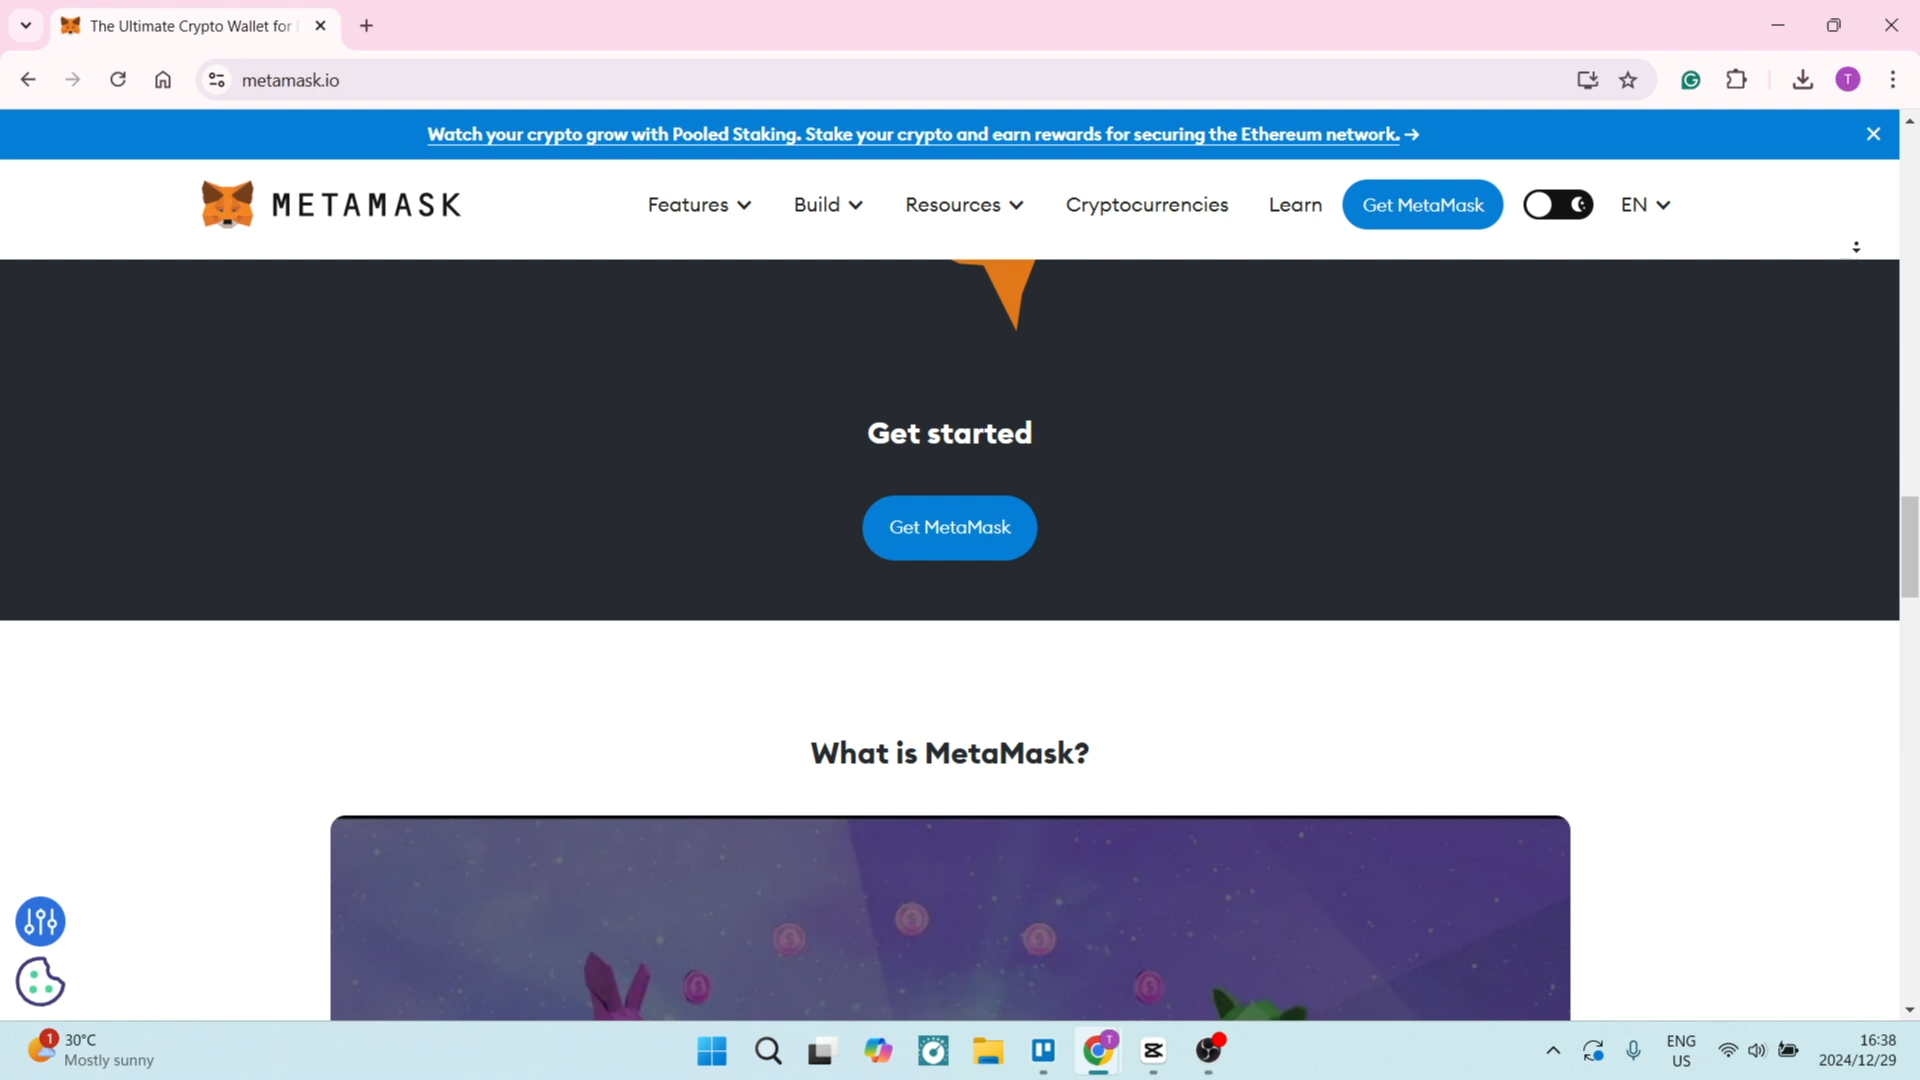 The Ultimate Crypto Wallet for
metamask.io
T
Watch your crypto grow with Pooled Staking. Stake your crypto and earn rewards for securing the Ethereum network. →
METAMASK
Features
Build
Resources
Cryptocurrencies
Learn
Get MetaMask
EN
Get started
Get MetaMask
What is MetaMask?
1
30°C
Mostly sunny
T
ENG
US
16:38
2024/12/29